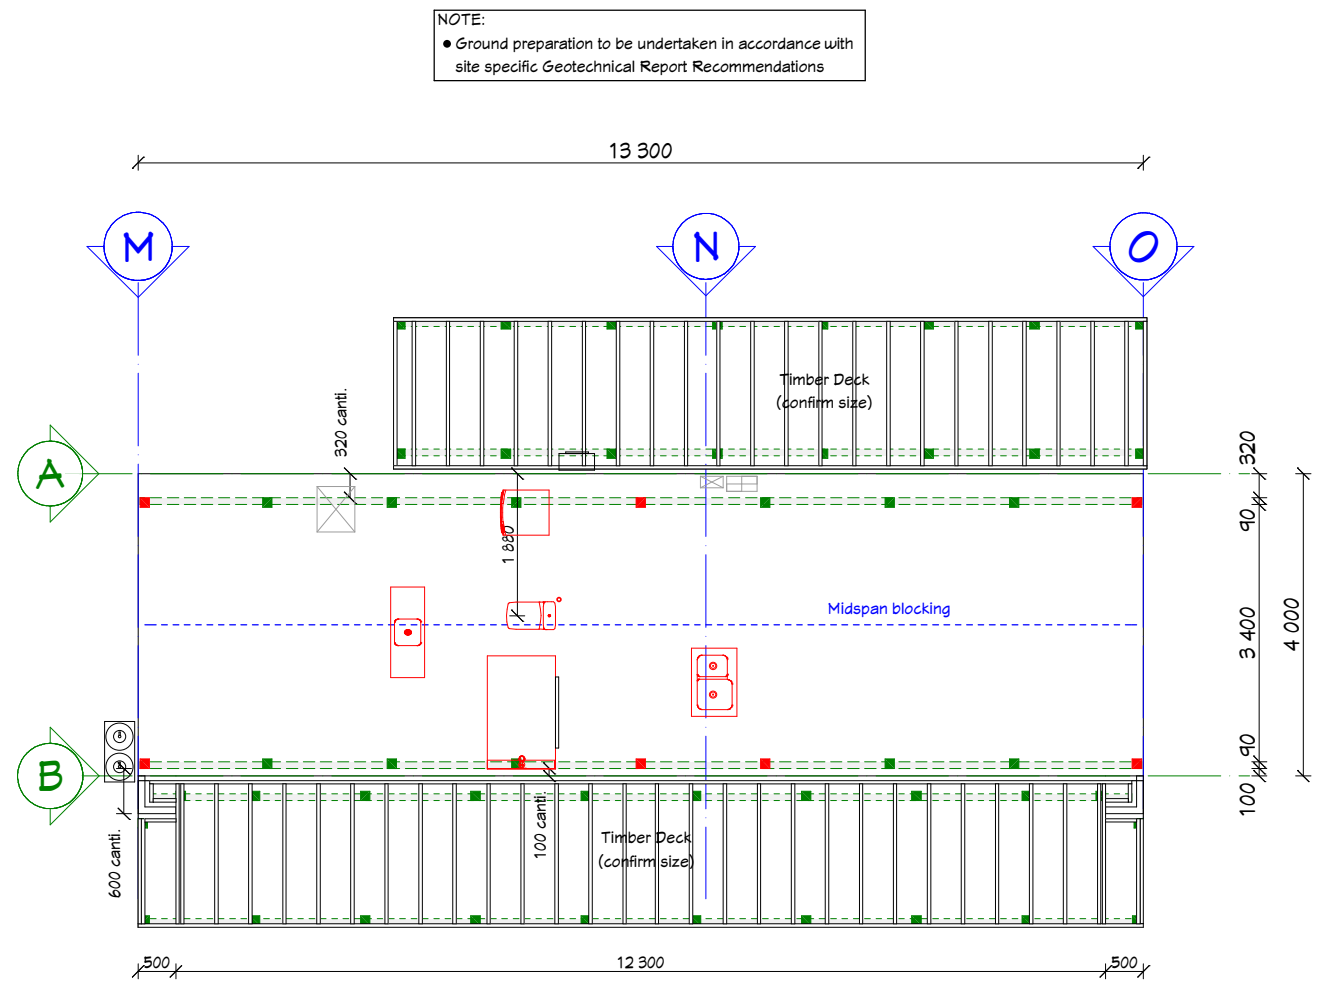 NOTE:
● Ground preparation to be undertaken in accordance with
site specific Geotechnical Report Recommendations
13 300
M
N
O
320 canti.
Timber Deck
(confirm size)
A
320
90
1 880
Midspan blocking
3 400
4 000
B
90
100
600 canti.
100 canti.
Timber Deck
(confirm size)
500
12 300
500